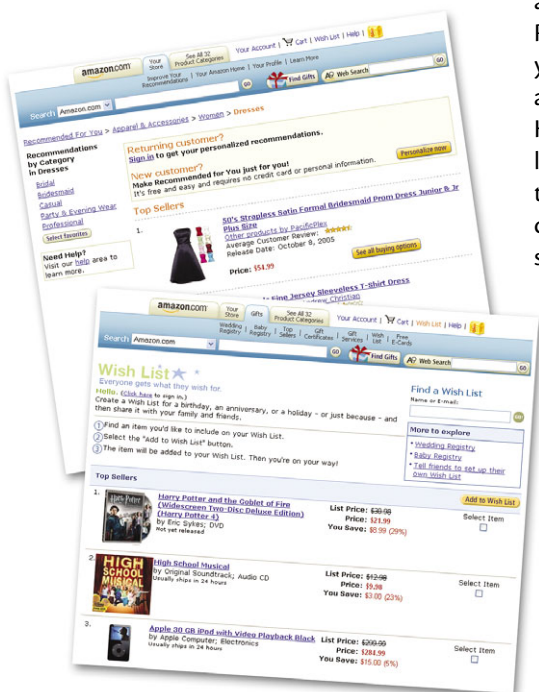 amazon.com
Your Store
See All 32 Product Categories
Your Account | Cart | Wish List | Help |
Improve Your Recommendations | Your Amazon Home | Your Profile | Learn More
Search Amazon.com GO Find Gifts A9 Web Search GO
Recommended For You > Apparel & Accessories > Women > Dresses
Recommendations by Category in Dresses
Bridal
Bridesmaid
Casual
Party & Evening Wear
Professional
Select favorites
Need Help?
Visit our help area to learn more.
Returning customer?
Sign in to get your personalized recommendations.
New customer?
Make Recommended for You just for you!
It's free and easy and requires no credit card or personal information.
Personalize now
Top Sellers
1.
50's Strapless Satin Formal Bridesmaid Prom Dress Junior & Jr
Plus Size
Other products by PacificPlex
Average Customer Review:
Release Date: October 8, 2005
See all buying options
Price: $54.99
Fine Jersey Sleeveless T-Shirt Dress
Andrew Christian
amazon.com
Your Store
Gifts
See All 32 Product Categories
Your Account | Cart | Wish List | Help |
Wedding Registry | Baby Registry | Top Sellers | Gift Certificates | Gift Services | Wish List | Free E-Cards
Search Amazon.com GO Find Gifts A9 Web Search GO
Wish List
Everyone gets what they wish for.
Hello. (Click here to sign in.)
Create a Wish List for a birthday, an anniversary, or a holiday - or just because - and
then share it with your family and friends.
1 Find an item you'd like to include on your Wish List.
2 Select the "Add to Wish List" button.
3 The item will be added to your Wish List. Then you're on your way!
Find a Wish List
Name or E-mail:
GO
More to explore
Wedding Registry
Baby Registry
Tell friends to set up their
own Wish List
Top Sellers
Add to Wish List
1.
Harry Potter and the Goblet of Fire
(Widescreen Two-Disc Deluxe Edition)
(Harry Potter 4)
by Eric Sykes; DVD
Not yet released
List Price: $30.98
Price: $21.99
You Save: $8.99 (29%)
Select Item
2.
HIGH SCHOOL MUSICAL
High School Musical
by Original Soundtrack; Audio CD
Usually ships in 24 hours
List Price: $12.98
Price: $9.98
You Save: $3.00 (23%)
Select Item
3.
Apple 30 GB iPod with Video Playback Black
by Apple Computer; Electronics
Usually ships in 24 hours
List Price: $299.99
Price: $284.99
You Save: $15.00 (5%)
Select Item